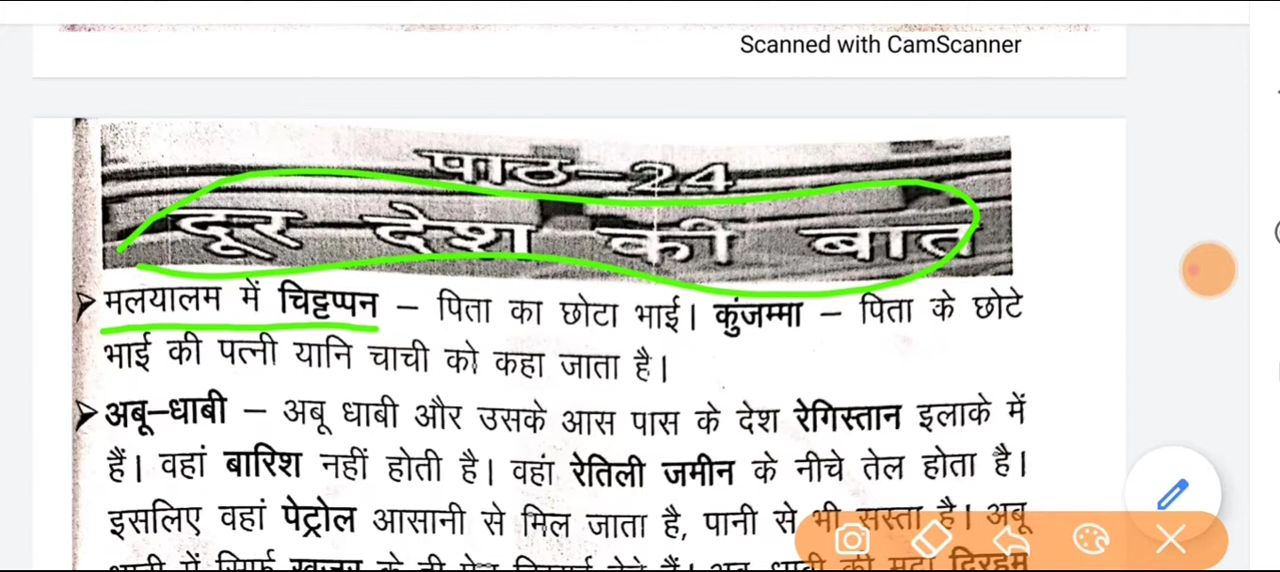 Scanned with CamScanner
पाठ–24
दूर देश की बात
➢ मलयालम में चिट्टप्पन – पिता का छोटा भाई। कुंजम्मा – पिता के छोटे
भाई की पत्नी यानि चाची को कहा जाता है।
➢ अबू–धाबी – अबू धाबी और उसके आस पास के देश रेगिस्तान इलाके में
हैं। वहां बारिश नहीं होती है। वहां रेतिली जमीन के नीचे तेल होता है।
इसलिए वहां पेट्रोल आसानी से मिल जाता है, पानी से भी सस्ता है। अबू